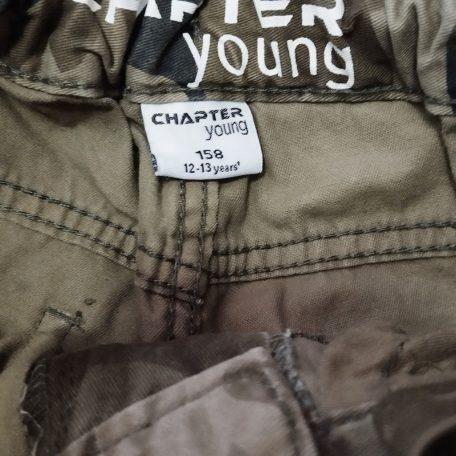 CHAPTER
young
CHAPTER
young
158
12-13 years